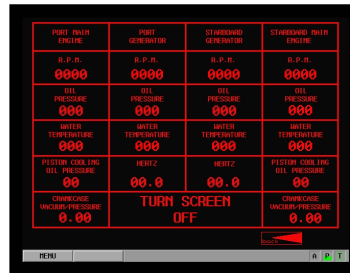 PORT MAIN ENGINE
PORT GENERATOR
STARBOARD GENERATOR
STARBOARD MAIN ENGINE
R.P.M. R.P.M. R.P.M. R.P.M.
0000 0000 0000 0000
OIL PRESSURE OIL PRESSURE OIL PRESSURE OIL PRESSURE
000 000 000 000
WATER TEMPERATURE WATER TEMPERATURE WATER TEMPERATURE WATER TEMPERATURE
000 000 000 000
PISTON COOLING OIL PRESSURE HERTZ HERTZ PISTON COOLING OIL PRESSURE
00 00.0 00.0 00
CRANKCASE VACUUM/PRESSURE
0.00
TURN SCREEN
OFF
CRANKCASE VACUUM/PRESSURE
0.00
MENU
A P T